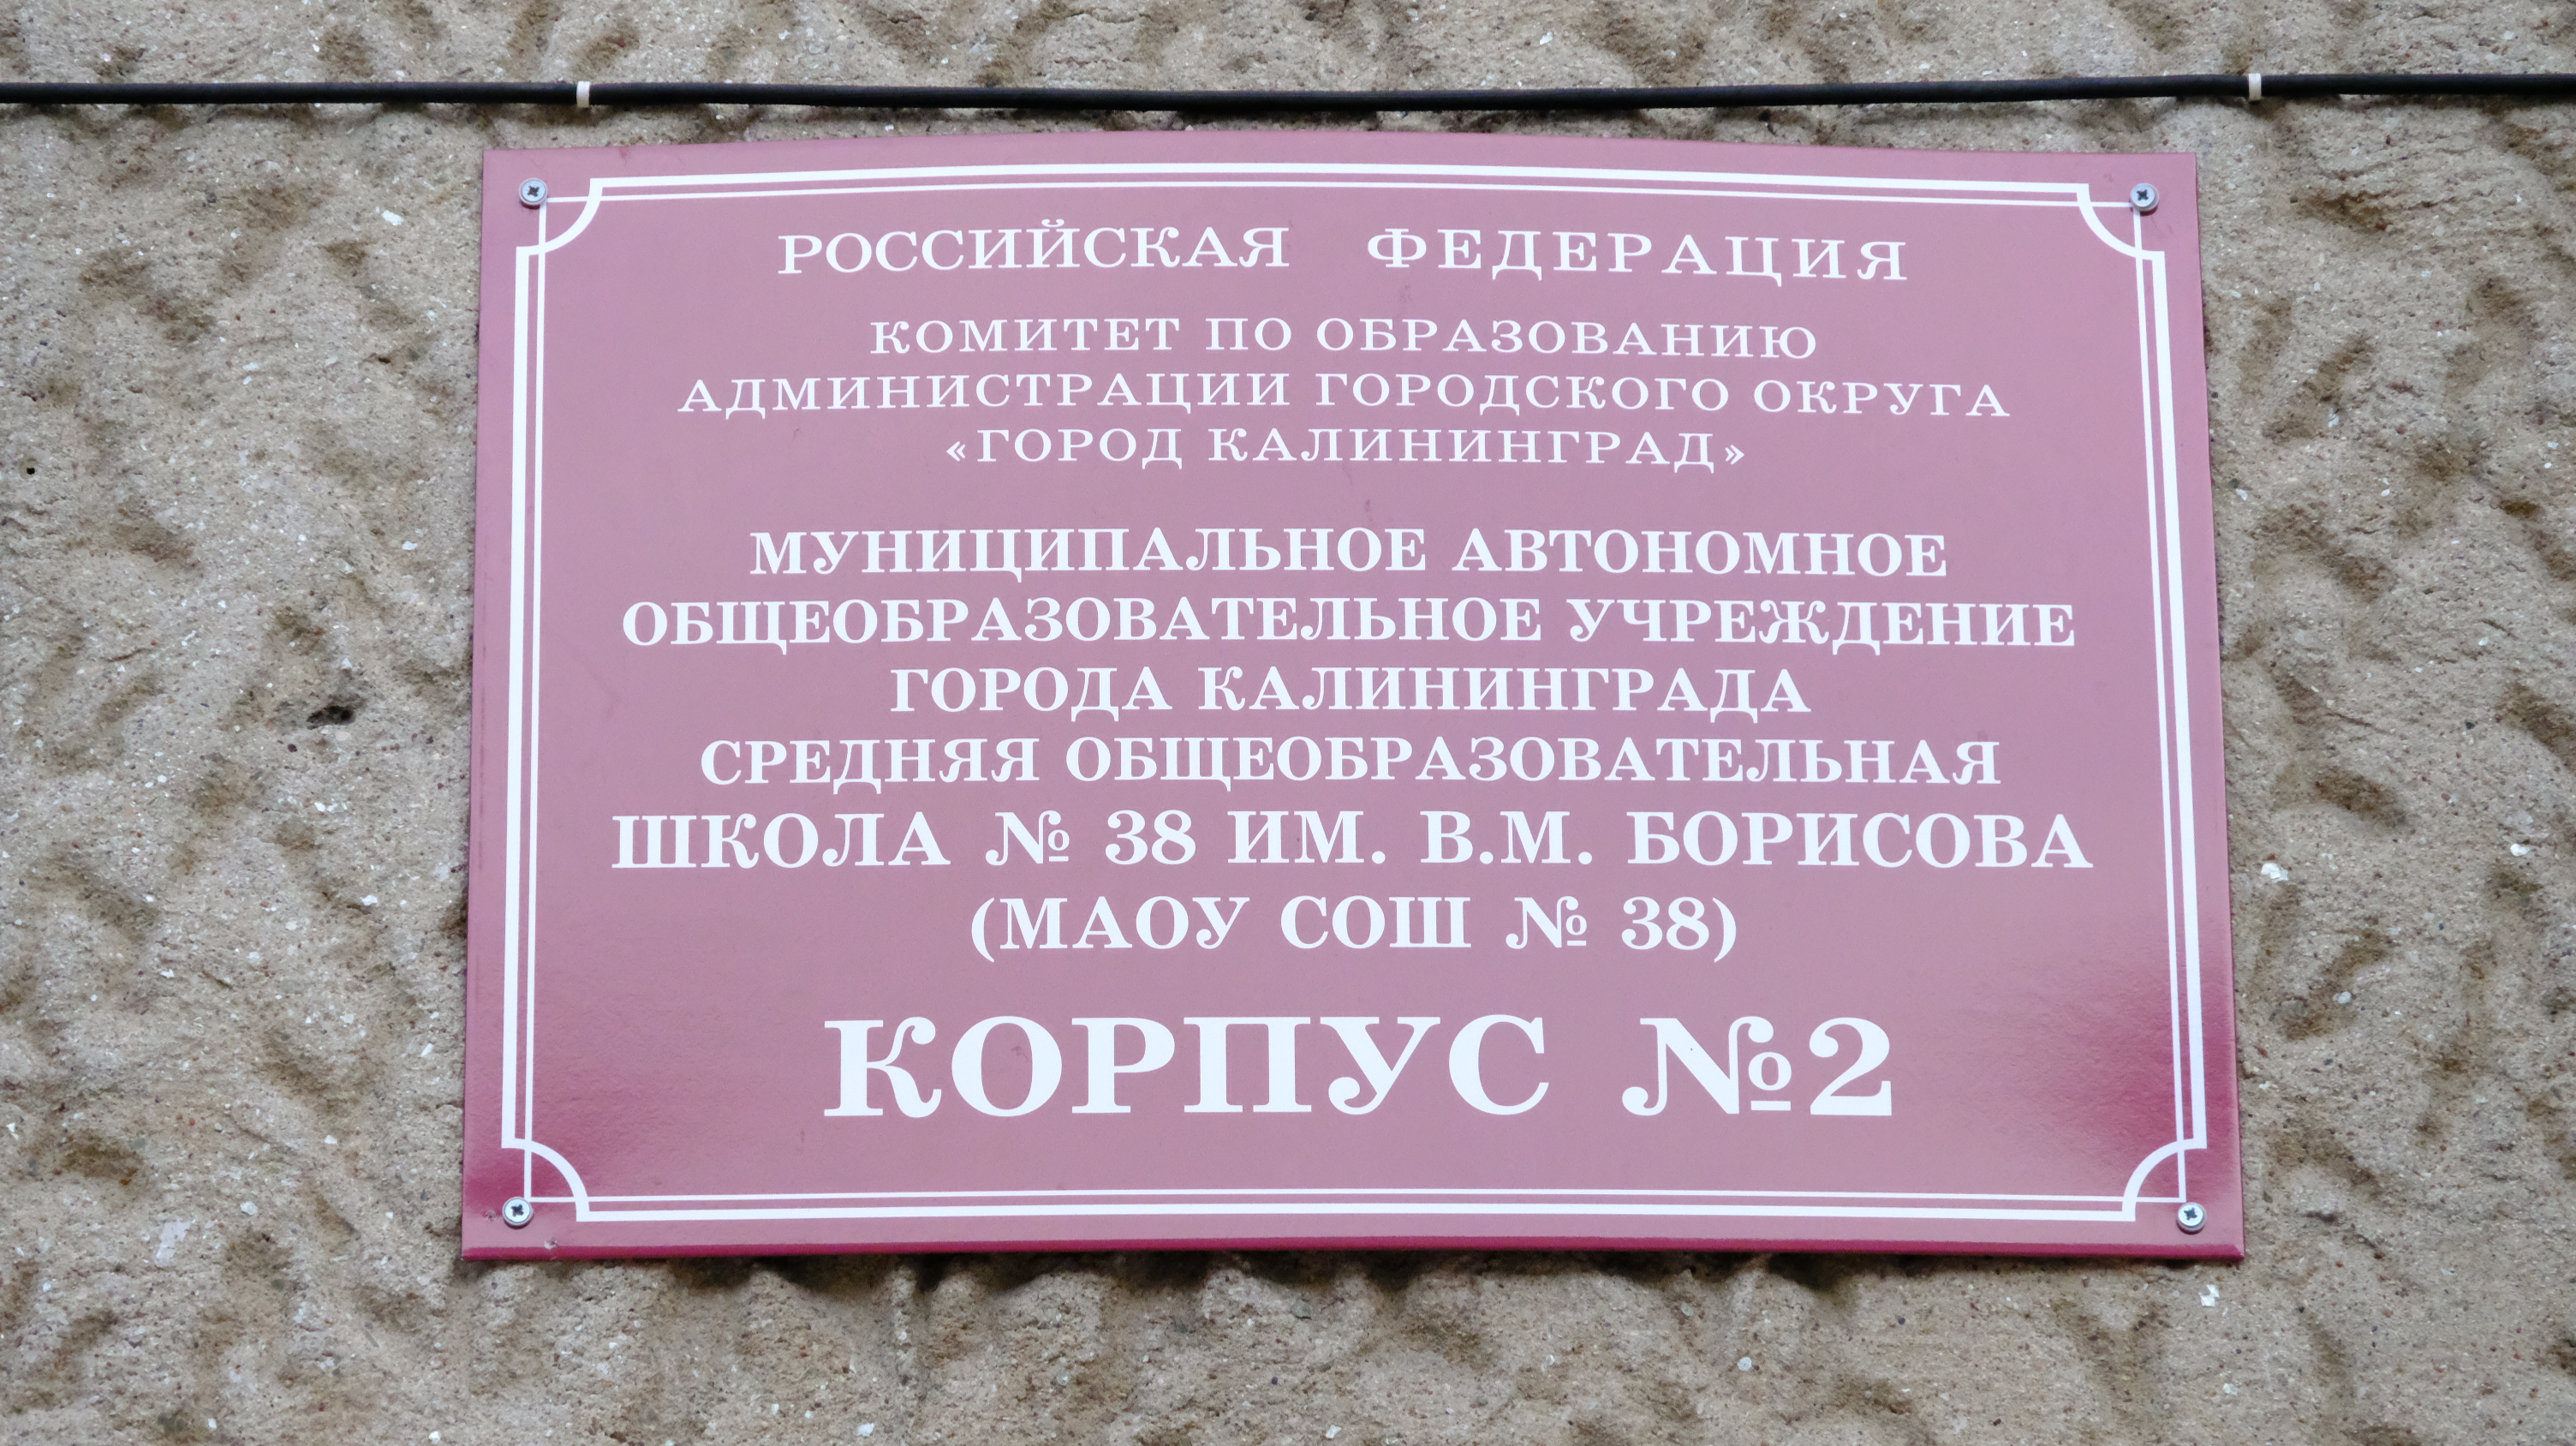 РОССИЙСКАЯ ФЕДЕРАЦИЯ
КОМИТЕТ ПО ОБРАЗОВАНИЮ
АДМИНИСТРАЦИИ ГОРОДСКОГО ОКРУГА
«ГОРОД КАЛИНИНГРАД»
МУНИЦИПАЛЬНОЕ АВТОНОМНОЕ
ОБЩЕОБРАЗОВАТЕЛЬНОЕ УЧРЕЖДЕНИЕ
ГОРОДА КАЛИНИНГРАДА
СРЕДНЯЯ ОБЩЕОБРАЗОВАТЕЛЬНАЯ
ШКОЛА № 38 ИМ. В.М. БОРИСОВА
(МАОУ СОШ № 38)
КОРПУС №2